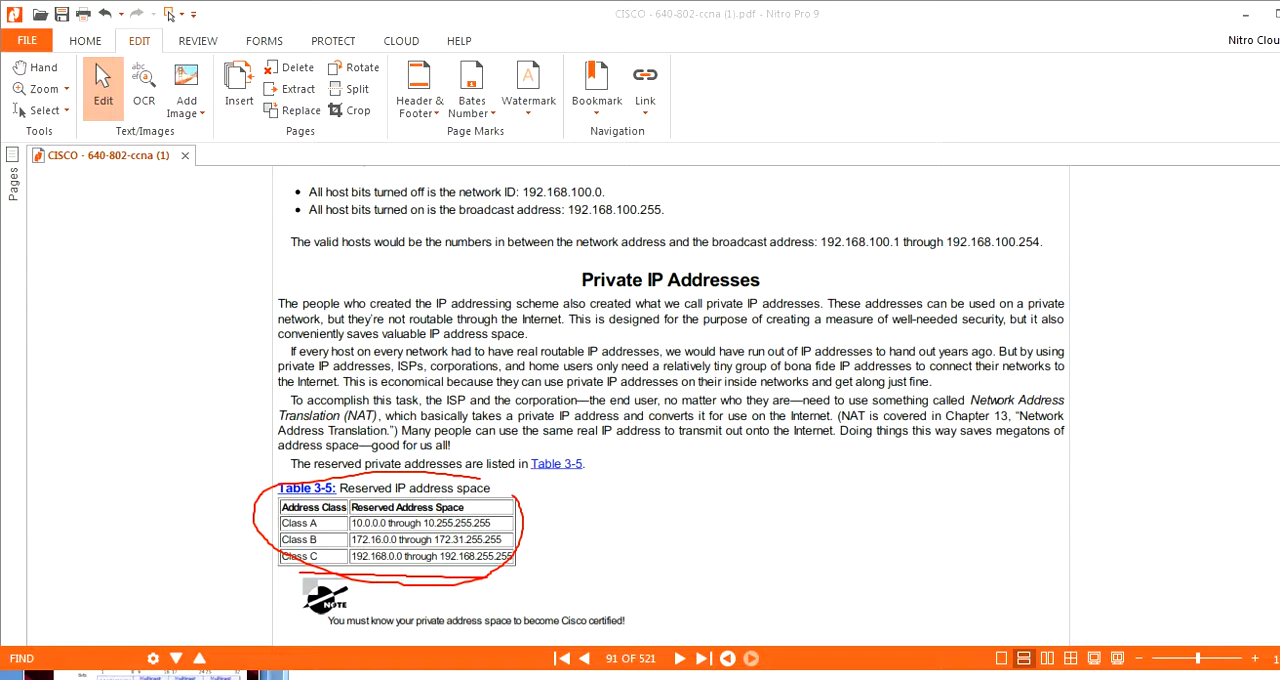 CISCO - 640-802-ccna (1).pdf - Nitro Pro 9
FILE HOME EDIT REVIEW FORMS PROTECT CLOUD HELP
Nitro Clou
Hand
Zoom
Select
Tools
Edit
abc
OCR
Add
Image
Text/Images
Insert
Delete
Extract
Replace
Rotate
Split
Crop
Pages
Header &
Footer
Bates
Number
Watermark
Page Marks
Bookmark
Link
Navigation
Pages
CISCO - 640-802-ccna (1)
• All host bits turned off is the network ID: 192.168.100.0.
• All host bits turned on is the broadcast address: 192.168.100.255.
The valid hosts would be the numbers in between the network address and the broadcast address: 192.168.100.1 through 192.168.100.254.
Private IP Addresses
The people who created the IP addressing scheme also created what we call private IP addresses. These addresses can be used on a private
network, but they're not routable through the Internet. This is designed for the purpose of creating a measure of well-needed security, but it also
conveniently saves valuable IP address space.
If every host on every network had to have real routable IP addresses, we would have run out of IP addresses to hand out years ago. But by using
private IP addresses, ISPs, corporations, and home users only need a relatively tiny group of bona fide IP addresses to connect their networks to
the Internet. This is economical because they can use private IP addresses on their inside networks and get along just fine.
To accomplish this task, the ISP and the corporation—the end user, no matter who they are—need to use something called Network Address
Translation (NAT), which basically takes a private IP address and converts it for use on the Internet. (NAT is covered in Chapter 13, “Network
Address Translation.”) Many people can use the same real IP address to transmit out onto the Internet. Doing things this way saves megatons of
address space—good for us all!
The reserved private addresses are listed in Table 3-5.
Table 3-5: Reserved IP address space
Address Class Reserved Address Space
Class A 10.0.0.0 through 10.255.255.255
Class B 172.16.0.0 through 172.31.255.255
Class C 192.168.0.0 through 192.168.255.255
NOTE
You must know your private address space to become Cisco certified!
FIND
91 OF 521